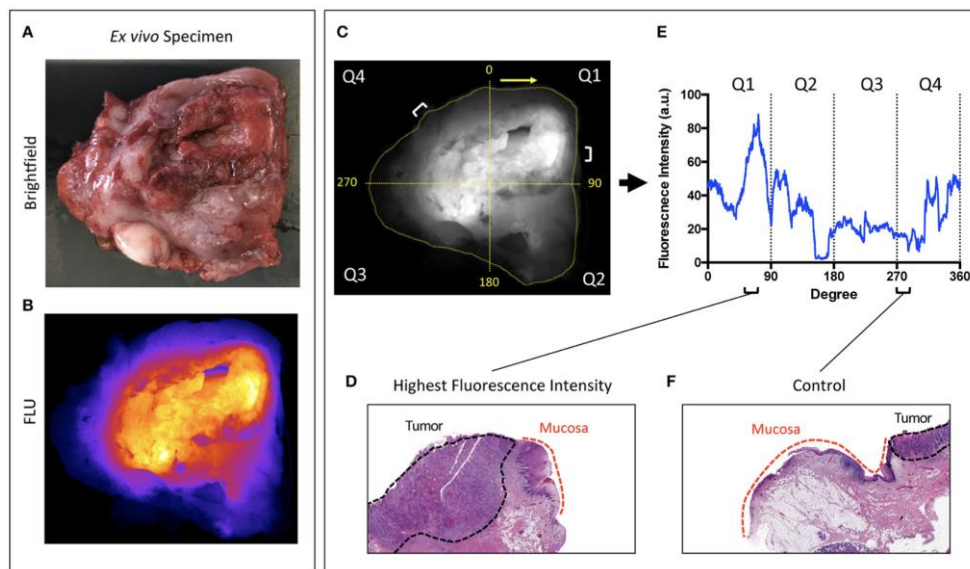 A
Ex vivo Specimen
Brightfield
B
FLU
C
Q4
0
Q1
270
90
Q3
180
Q2
E
Q1 Q2 Q3 Q4
Fluorescnece Intensity (a.u.)
100
80
60
40
20
0
0 90 180 270 360
Degree
D
Highest Fluorescence Intensity
Tumor
Mucosa
F
Control
Mucosa
Tumor